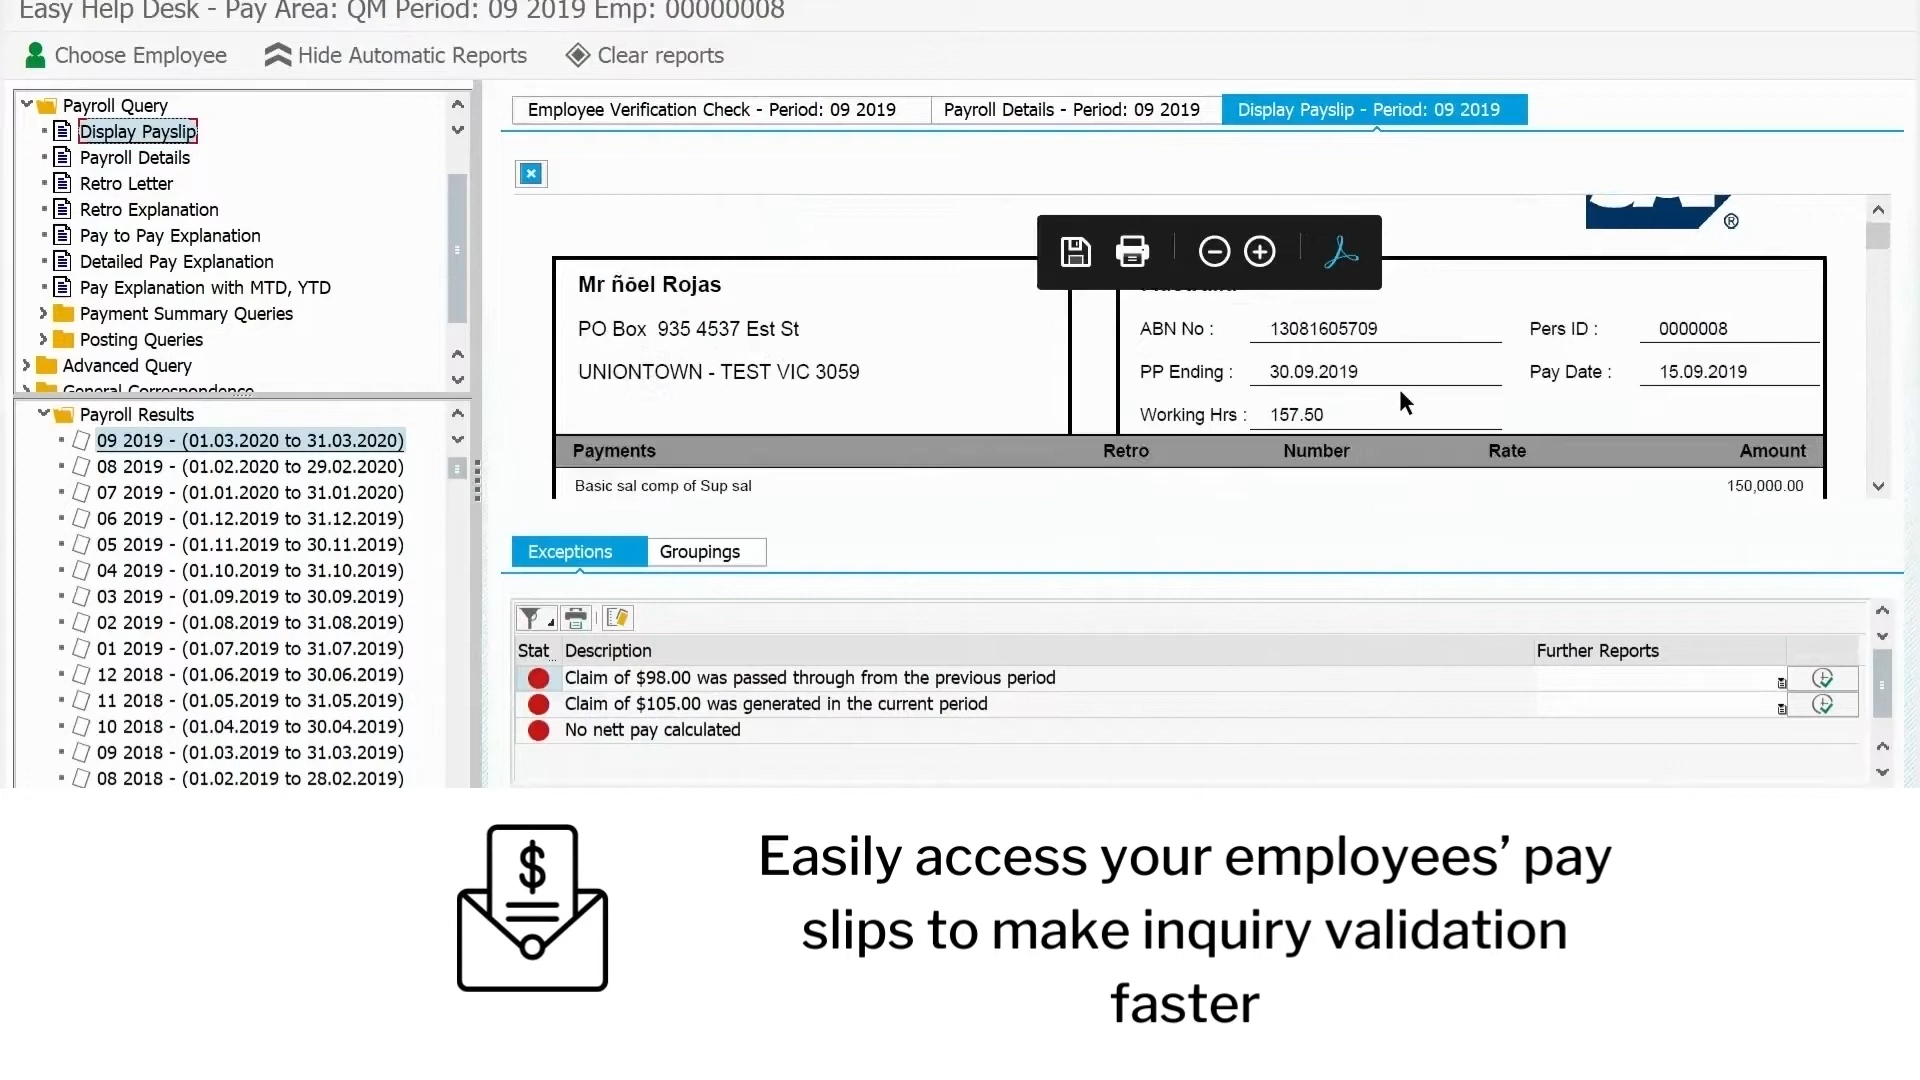 Easy Help Desk - Pay Area: QM Period: 09 2019 Emp: 00000008
Choose Employee Hide Automatic Reports Clear reports
Payroll Query
Display Payslip
Payroll Details
Retro Letter
Retro Explanation
Pay to Pay Explanation
Detailed Pay Explanation
Pay Explanation with MTD, YTD
Payment Summary Queries
Posting Queries
Advanced Query
General Correspondence
Payroll Results
09 2019 - (01.03.2020 to 31.03.2020)
08 2019 - (01.02.2020 to 29.02.2020)
07 2019 - (01.01.2020 to 31.01.2020)
06 2019 - (01.12.2019 to 31.12.2019)
05 2019 - (01.11.2019 to 30.11.2019)
04 2019 - (01.10.2019 to 31.10.2019)
03 2019 - (01.09.2019 to 30.09.2019)
02 2019 - (01.08.2019 to 31.08.2019)
01 2019 - (01.07.2019 to 31.07.2019)
12 2018 - (01.06.2019 to 30.06.2019)
11 2018 - (01.05.2019 to 31.05.2019)
10 2018 - (01.04.2019 to 30.04.2019)
09 2018 - (01.03.2019 to 31.03.2019)
08 2018 - (01.02.2019 to 28.02.2019)
Employee Verification Check - Period: 09 2019 Payroll Details - Period: 09 2019 Display Payslip - Period: 09 2019
®
Mr ñõel Rojas
PO Box 935 4537 Est St
UNIONTOWN - TEST VIC 3059
ABN No : 13081605709 Pers ID : 0000008
PP Ending : 30.09.2019 Pay Date : 15.09.2019
Working Hrs : 157.50
Payments Retro Number Rate Amount
Basic sal comp of Sup sal 150,000.00
Exceptions Groupings
Stat Description Further Reports
Claim of $98.00 was passed through from the previous period
Claim of $105.00 was generated in the current period
No nett pay calculated
$
Easily access your employees’ pay
slips to make inquiry validation
faster